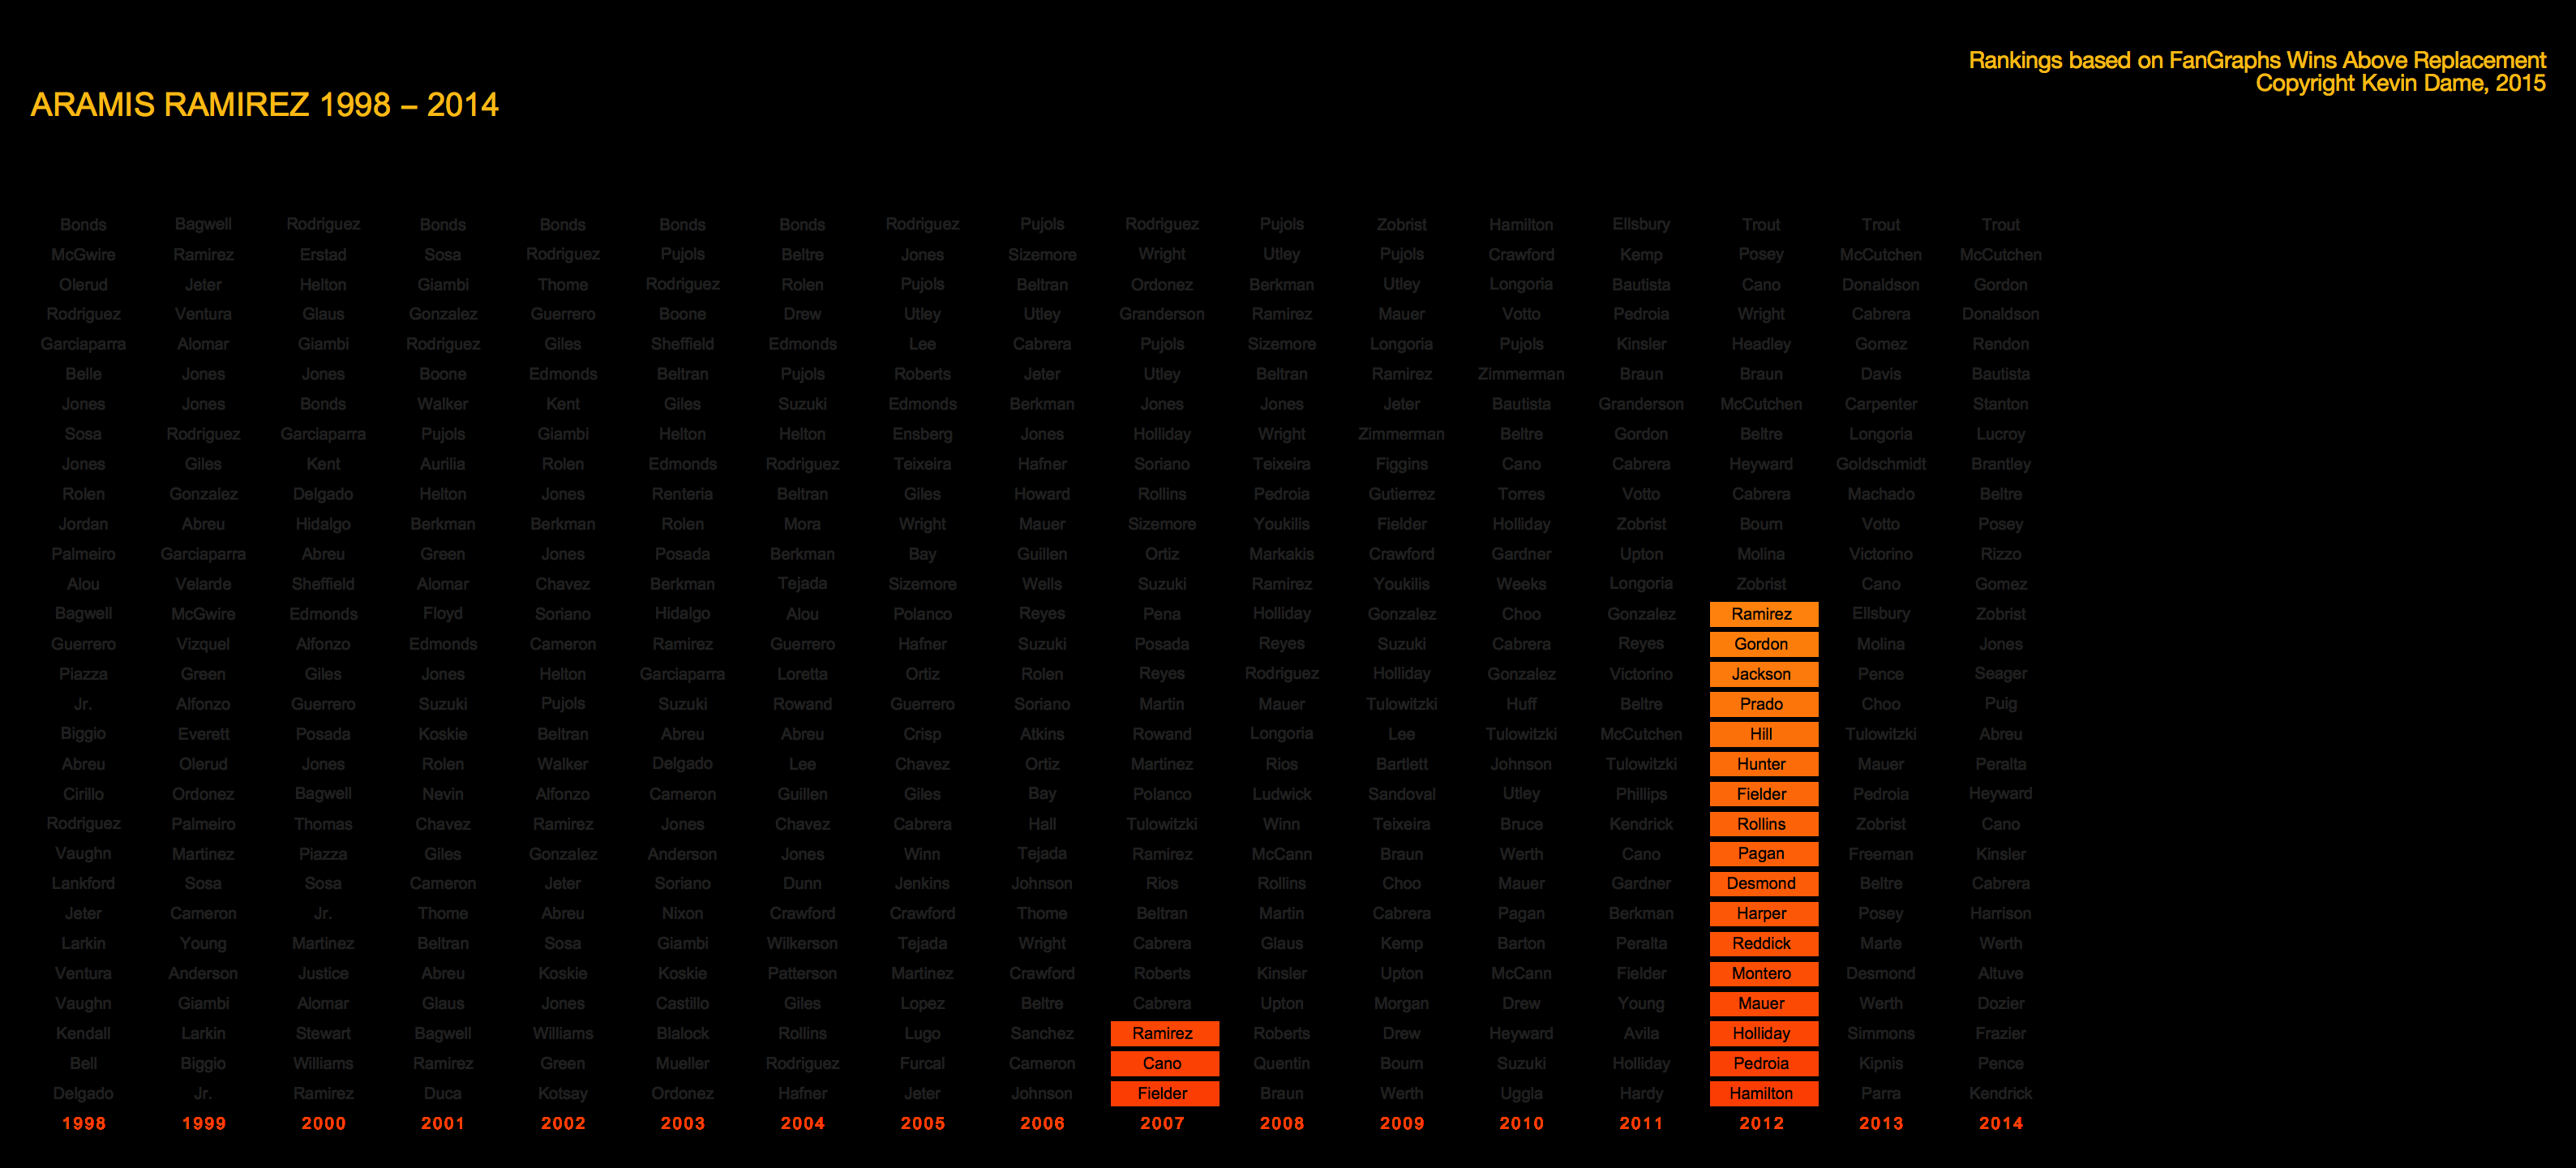 Rankings based on FanGraphs Wins Above Replacement
Copyright Kevin Dame, 2015
ARAMIS RAMIREZ 1998 – 2014
Bonds Bagwell Rodriguez Bonds Bonds Bonds Bonds Rodriguez Pujols Rodriguez Pujols Zobrist Hamilton Ellsbury Trout Trout Trout
McGwire Ramirez Erstad Sosa Rodriguez Pujols Beltre Jones Sizemore Wright Utley Pujols Crawford Kemp Posey McCutchen McCutchen
Olerud Jeter Helton Giambi Thome Rodriguez Rolen Pujols Beltran Ordonez Berkman Utley Longoria Bautista Cano Donaldson Gordon
Rodriguez Ventura Glaus Gonzalez Guerrero Boone Drew Utley Utley Granderson Ramirez Mauer Votto Pedroia Wright Cabrera Donaldson
Garciaparra Alomar Giambi Rodriguez Giles Sheffield Edmonds Lee Cabrera Pujols Sizemore Longoria Pujols Kinsler Headley Gomez Rendon
Belle Jones Jones Boone Edmonds Beltran Pujols Roberts Jeter Utley Beltran Ramirez Zimmerman Braun Braun Davis Bautista
Jones Jones Bonds Walker Kent Giles Suzuki Edmonds Berkman Jones Jones Jeter Bautista Granderson McCutchen Carpenter Stanton
Sosa Rodriguez Garciaparra Pujols Giambi Helton Helton Ensberg Jones Holliday Wright Zimmerman Beltre Gordon Beltre Longoria Lucroy
Jones Giles Kent Aurilia Rolen Edmonds Rodriguez Teixeira Hafner Soriano Teixeira Figgins Cano Cabrera Heyward Goldschmidt Brantley
Rolen Gonzalez Delgado Helton Jones Renteria Beltran Giles Howard Rollins Pedroia Gutierrez Torres Votto Cabrera Machado Beltre
Jordan Abreu Hidalgo Berkman Berkman Rolen Mora Wright Mauer Sizemore Youkilis Fielder Holliday Zobrist Bourn Votto Posey
Palmeiro Garciaparra Abreu Green Jones Posada Berkman Bay Guillen Ortiz Markakis Crawford Gardner Upton Molina Victorino Rizzo
Alou Velarde Sheffield Alomar Chavez Berkman Tejada Sizemore Wells Suzuki Ramirez Youkilis Weeks Longoria Zobrist Cano Gomez
Bagwell McGwire Edmonds Floyd Soriano Hidalgo Alou Polanco Reyes Pena Holliday Gonzalez Choo Gonzalez Ramirez Ellsbury Zobrist
Guerrero Vizquel Alfonzo Edmonds Cameron Ramirez Guerrero Hafner Suzuki Posada Reyes Suzuki Cabrera Reyes Gordon Molina Jones
Piazza Green Giles Jones Helton Garciaparra Loretta Ortiz Rolen Reyes Rodriguez Holliday Gonzalez Victorino Jackson Pence Seager
Jr. Alfonzo Guerrero Suzuki Pujols Suzuki Rowand Guerrero Soriano Martin Mauer Tulowitzki Huff Beltre Prado Choo Puig
Biggio Everett Posada Koskie Beltran Abreu Abreu Crisp Atkins Rowand Longoria Lee Tulowitzki McCutchen Hill Tulowitzki Abreu
Abreu Olerud Jones Rolen Walker Delgado Lee Chavez Ortiz Martinez Rios Bartlett Johnson Tulowitzki Hunter Mauer Peralta
Cirillo Ordonez Bagwell Nevin Alfonzo Cameron Guillen Giles Bay Polanco Ludwick Sandoval Utley Phillips Fielder Pedroia Heyward
Rodriguez Palmeiro Thomas Chavez Ramirez Jones Chavez Cabrera Hall Tulowitzki Winn Teixeira Bruce Kendrick Rollins Zobrist Cano
Vaughn Martinez Piazza Giles Gonzalez Anderson Jones Winn Tejada Ramirez McCann Braun Werth Cano Pagan Freeman Kinsler
Lankford Sosa Sosa Cameron Jeter Soriano Dunn Jenkins Johnson Rios Rollins Choo Mauer Gardner Desmond Beltre Cabrera
Jeter Cameron Jr. Thome Abreu Nixon Crawford Crawford Thome Beltran Martin Cabrera Pagan Berkman Harper Posey Harrison
Larkin Young Martinez Beltran Sosa Giambi Wilkerson Tejada Wright Cabrera Glaus Kemp Barton Peralta Reddick Marte Werth
Ventura Anderson Justice Abreu Koskie Koskie Patterson Martinez Crawford Roberts Kinsler Upton McCann Fielder Montero Desmond Altuve
Vaughn Giambi Alomar Glaus Jones Castillo Giles Lopez Beltre Cabrera Upton Morgan Drew Young Mauer Werth Dozier
Kendall Larkin Stewart Bagwell Williams Blalock Rollins Lugo Sanchez Ramirez Roberts Drew Heyward Avila Holliday Simmons Frazier
Bell Biggio Williams Ramirez Green Mueller Rodriguez Furcal Cameron Cano Quentin Bourn Suzuki Holliday Pedroia Kipnis Pence
Delgado Jr. Ramirez Duca Kotsay Ordonez Hafner Jeter Johnson Fielder Braun Werth Uggla Hardy Hamilton Parra Kendrick
1998 1999 2000 2001 2002 2003 2004 2005 2006 2007 2008 2009 2010 2011 2012 2013 2014